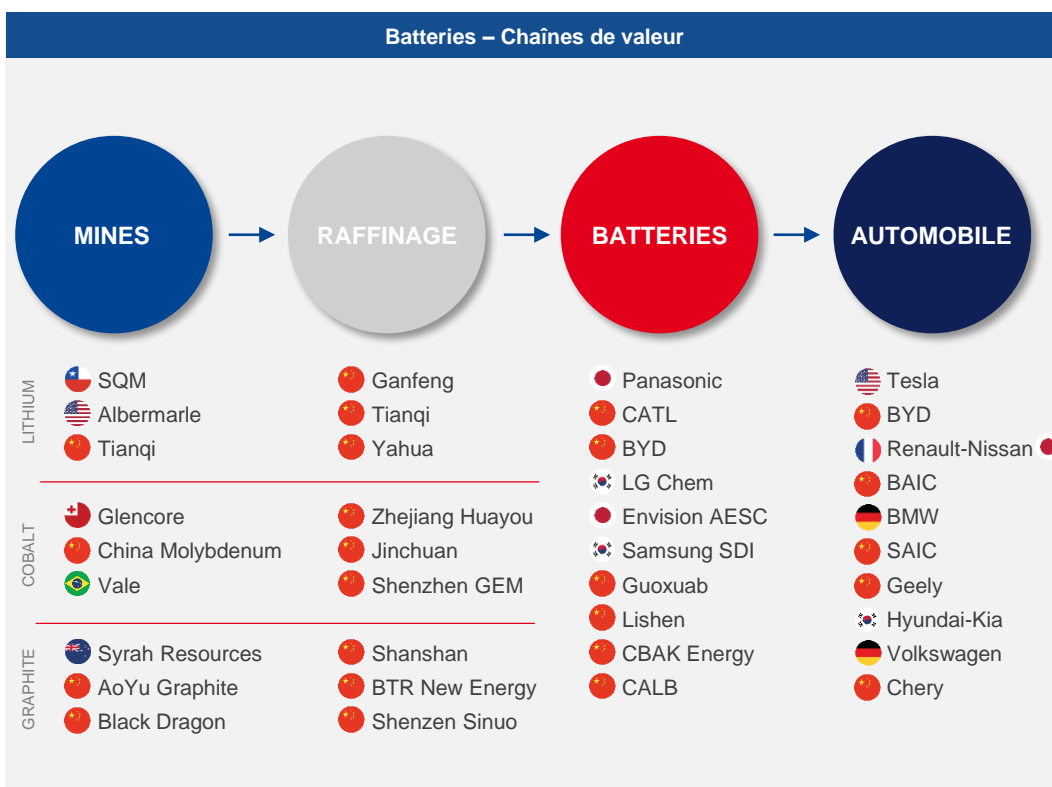 Batteries – Chaînes de valeur
MINES
RAFFINAGE
BATTERIES
AUTOMOBILE
LITHIUM
SQM
Albermarle
Tianqi
Ganfeng
Tianqi
Yahua
COBALT
Glencore
China Molybdenum
Vale
Zhejiang Huayou
Jinchuan
Shenzhen GEM
GRAPHITE
Syrah Resources
AoYu Graphite
Black Dragon
Shanshan
BTR New Energy
Shenzen Sinuo
Panasonic
CATL
BYD
LG Chem
Envision AESC
Samsung SDI
Guoxuab
Lishen
CBAK Energy
CALB
Tesla
BYD
Renault-Nissan
BAIC
BMW
SAIC
Geely
Hyundai-Kia
Volkswagen
Chery